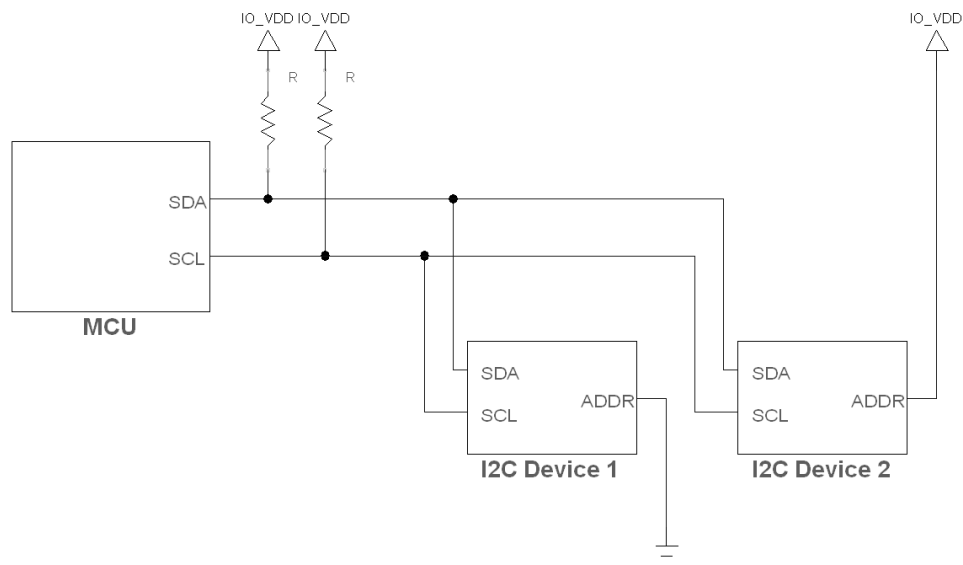 IO_VDD IO_VDD IO_VDD
R R
SDA
SCL
MCU
SDA
ADDR
SCL
I2C Device 1
SDA
ADDR
SCL
I2C Device 2